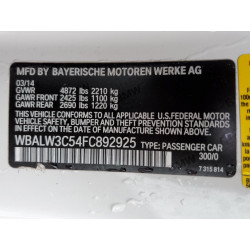 MFD BY BAYERISCHE MOTOREN WERKE AG
03/14
GVWR 4872 lbs 2210 kg
GAWR FRONT 2425 lbs 1100 kg
GAWR REAR 2690 lbs 1220 kg
THIS VEHICLE CONFORMS TO ALL APPLICABLE
U.S. FEDERAL MOTOR VEHICLE SAFETY, BUMPER,
AND THEFT PREVENTION STANDARDS IN EFFECT
ON THE DATE OF MANUFACTURE SHOWN ABOVE.
WBALW3C54FC892925 TYPE: PASSENGER CAR
300/0
7 315 814